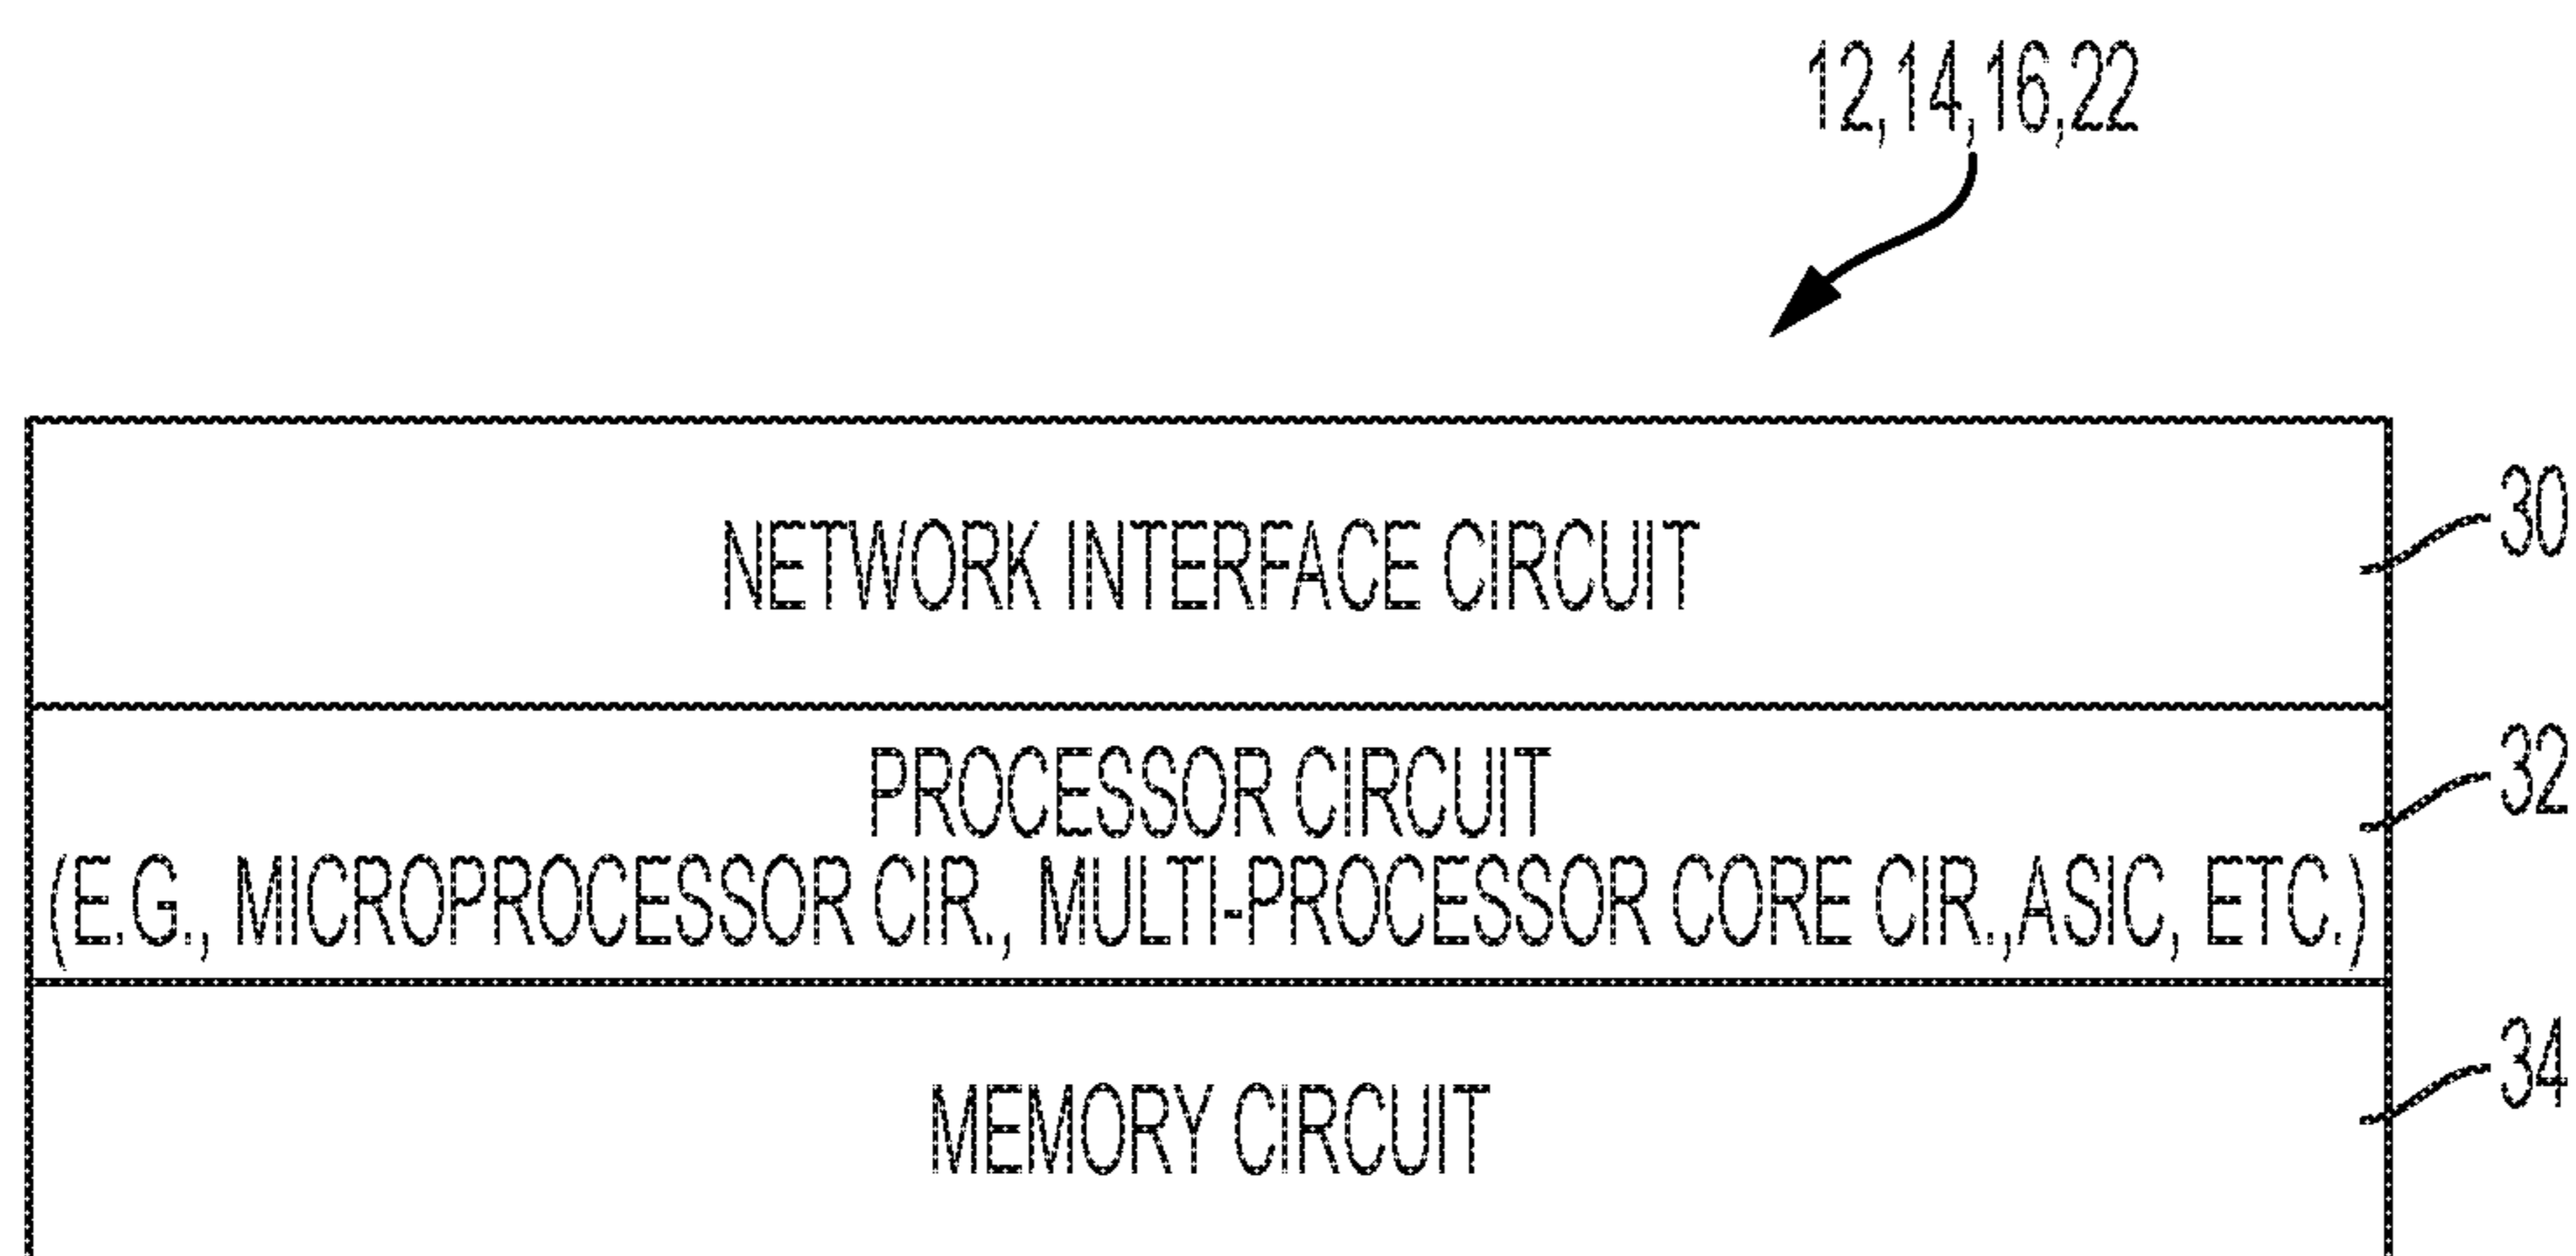 12,14,16,22
NETWORK INTERFACE CIRCUIT
30
PROCESSOR CIRCUIT
32
(E.G., MICROPROCESSOR CIR., MULTI-PROCESSOR CORE CIR.,ASIC, ETC.)
MEMORY CIRCUIT
34